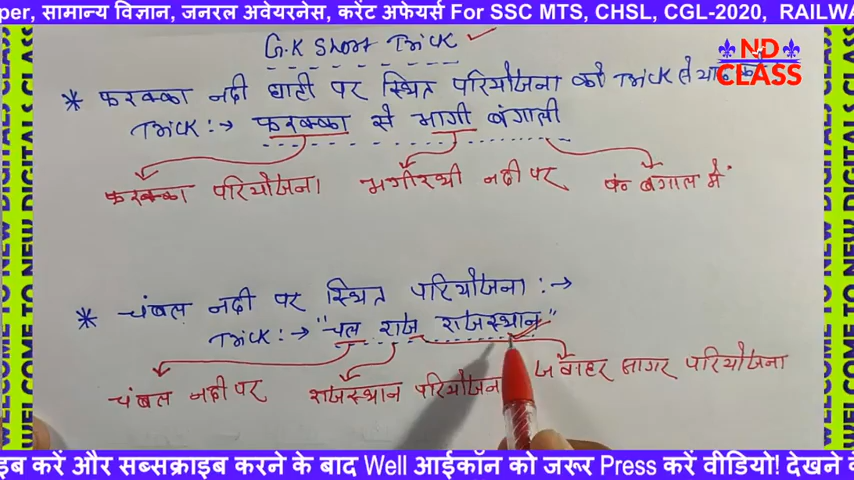 per, सामान्य विज्ञान, जनरल अवेयरनेस, करेंट अफेयर्स For SSC MTS, CHSL, CGL-2020, RAILWA
G.K Short Trick
ND CLASS
* फरक्का नदी घाटी पर स्थित परियोजना को Trick से
Trick :→ फरक्का से भागी बंगाली
फरक्का परियोजना भगीरथी नदी पर प० बंगाल में
* चंबल नदी पर स्थित परियोजना :→
Trick :→ "चल राज राजस्थान"
चंबल नदी पर राजस्थान परियोजना जवाहर सागर परियोजना
इब करें और सब्सक्राइब करने के बाद Well आईकॉन को जरूर Press करें वीडियो! देखने के